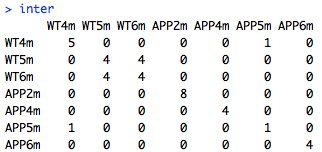 > inter
      WT4m WT5m WT6m APP2m APP4m APP5m APP6m
WT4m     5    0    0     0     0     1     0
WT5m     0    4    4     0     0     0     0
WT6m     0    4    4     0     0     0     0
APP2m    0    0    0     8     0     0     0
APP4m    0    0    0     0     4     0     0
APP5m    1    0    0     0     0     1     0
APP6m    0    0    0     0     0     0     4